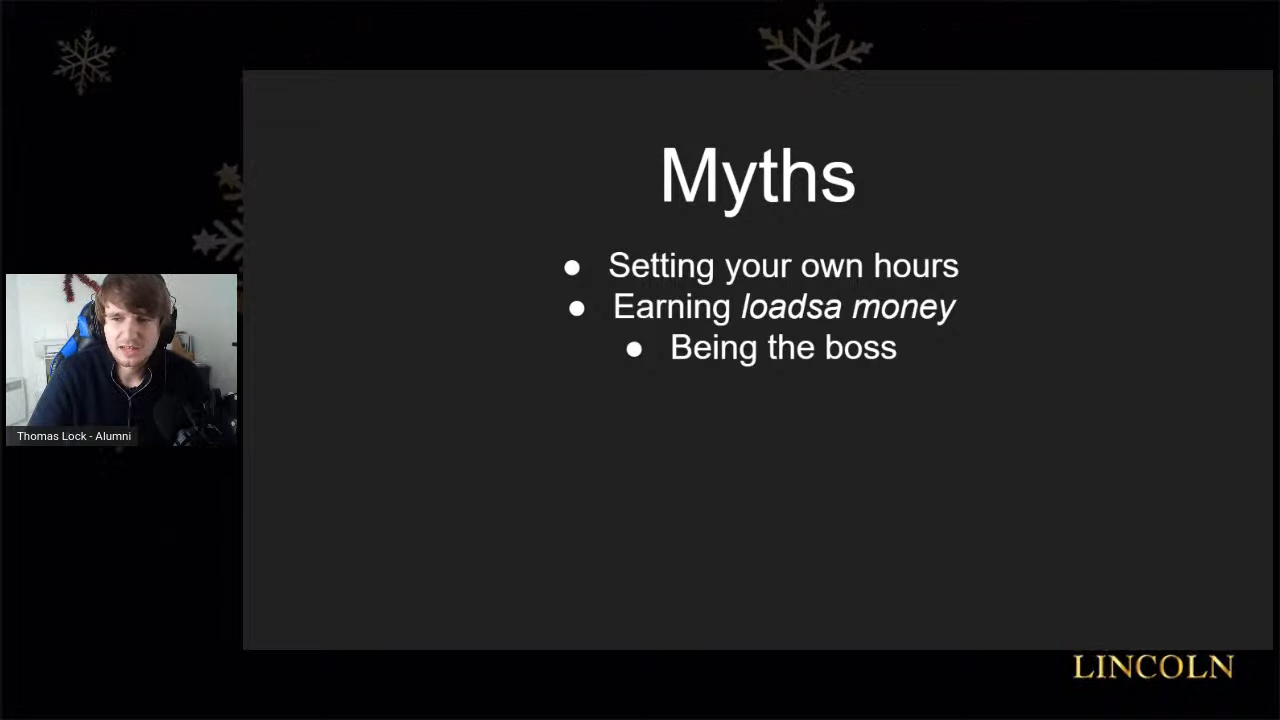 Myths
● Setting your own hours
● Earning loadsa money
● Being the boss
Thomas Lock - Alumni
LINCOLN